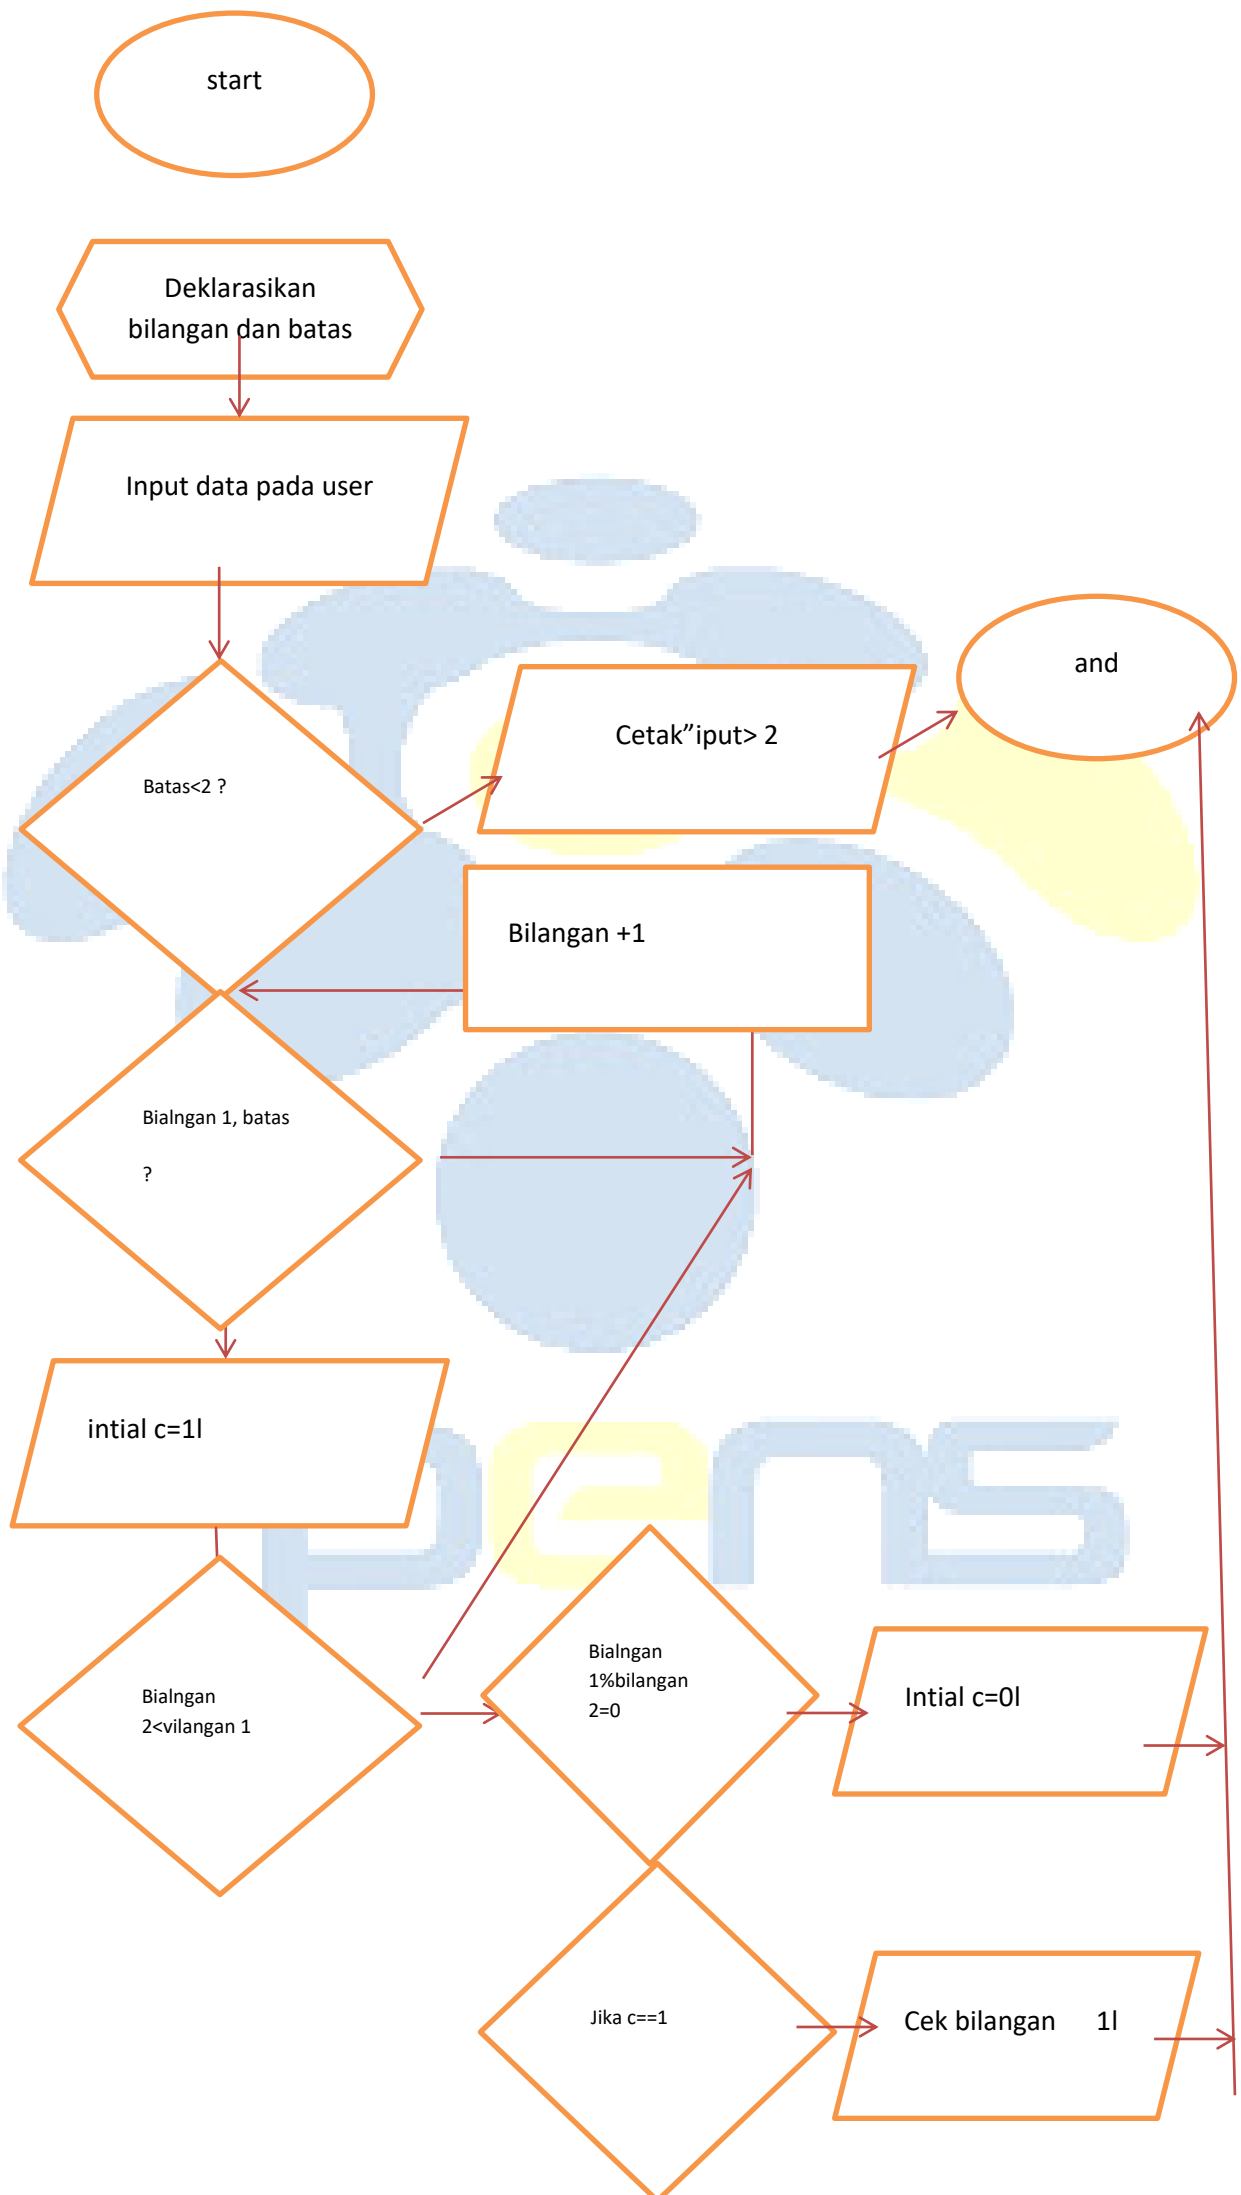 start
Deklarasikan
bilangan dan batas
Input data pada user
and
Cetak”iput> 2
Batas<2 ?
Bilangan +1
Bialngan 1, batas
?
intial c=1l
Bialngan
2<vilangan 1
Bialngan
1%bilangan
2=0
Intial c=0l
Jika c==1
Cek bilangan 1l
pens